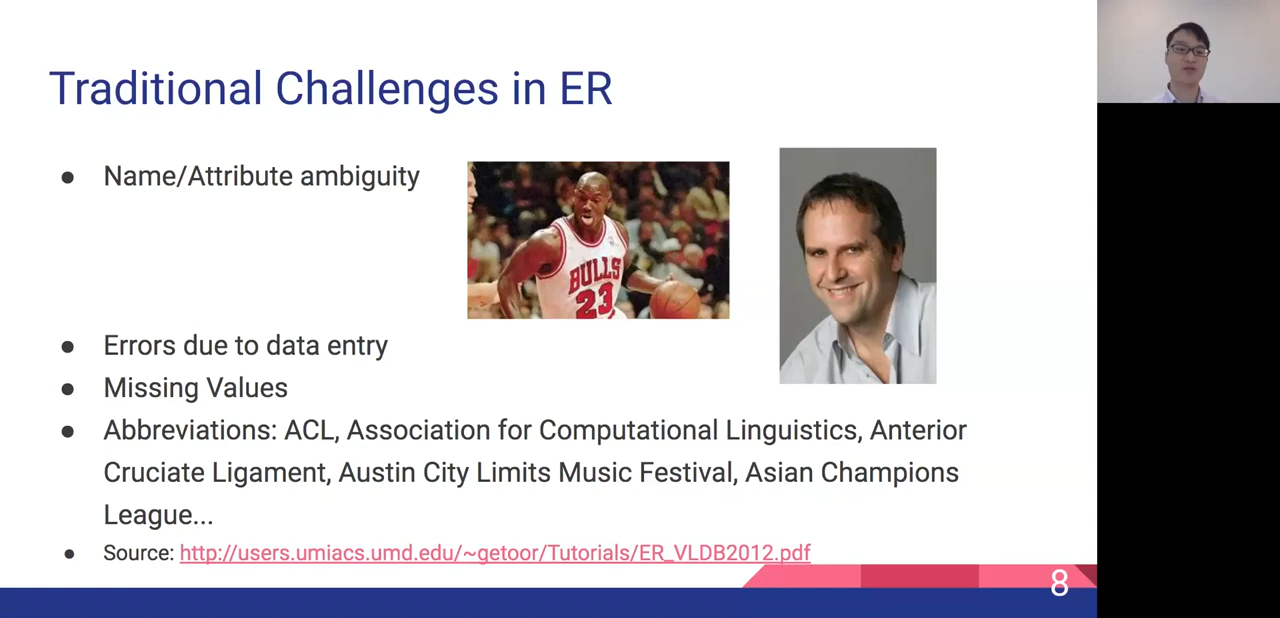 Traditional Challenges in ER
● Name/Attribute ambiguity
BULLS
23
● Errors due to data entry
● Missing Values
● Abbreviations: ACL, Association for Computational Linguistics, Anterior
Cruciate Ligament, Austin City Limits Music Festival, Asian Champions
League...
● Source: http://users.umiacs.umd.edu/~getoor/Tutorials/ER_VLDB2012.pdf
8